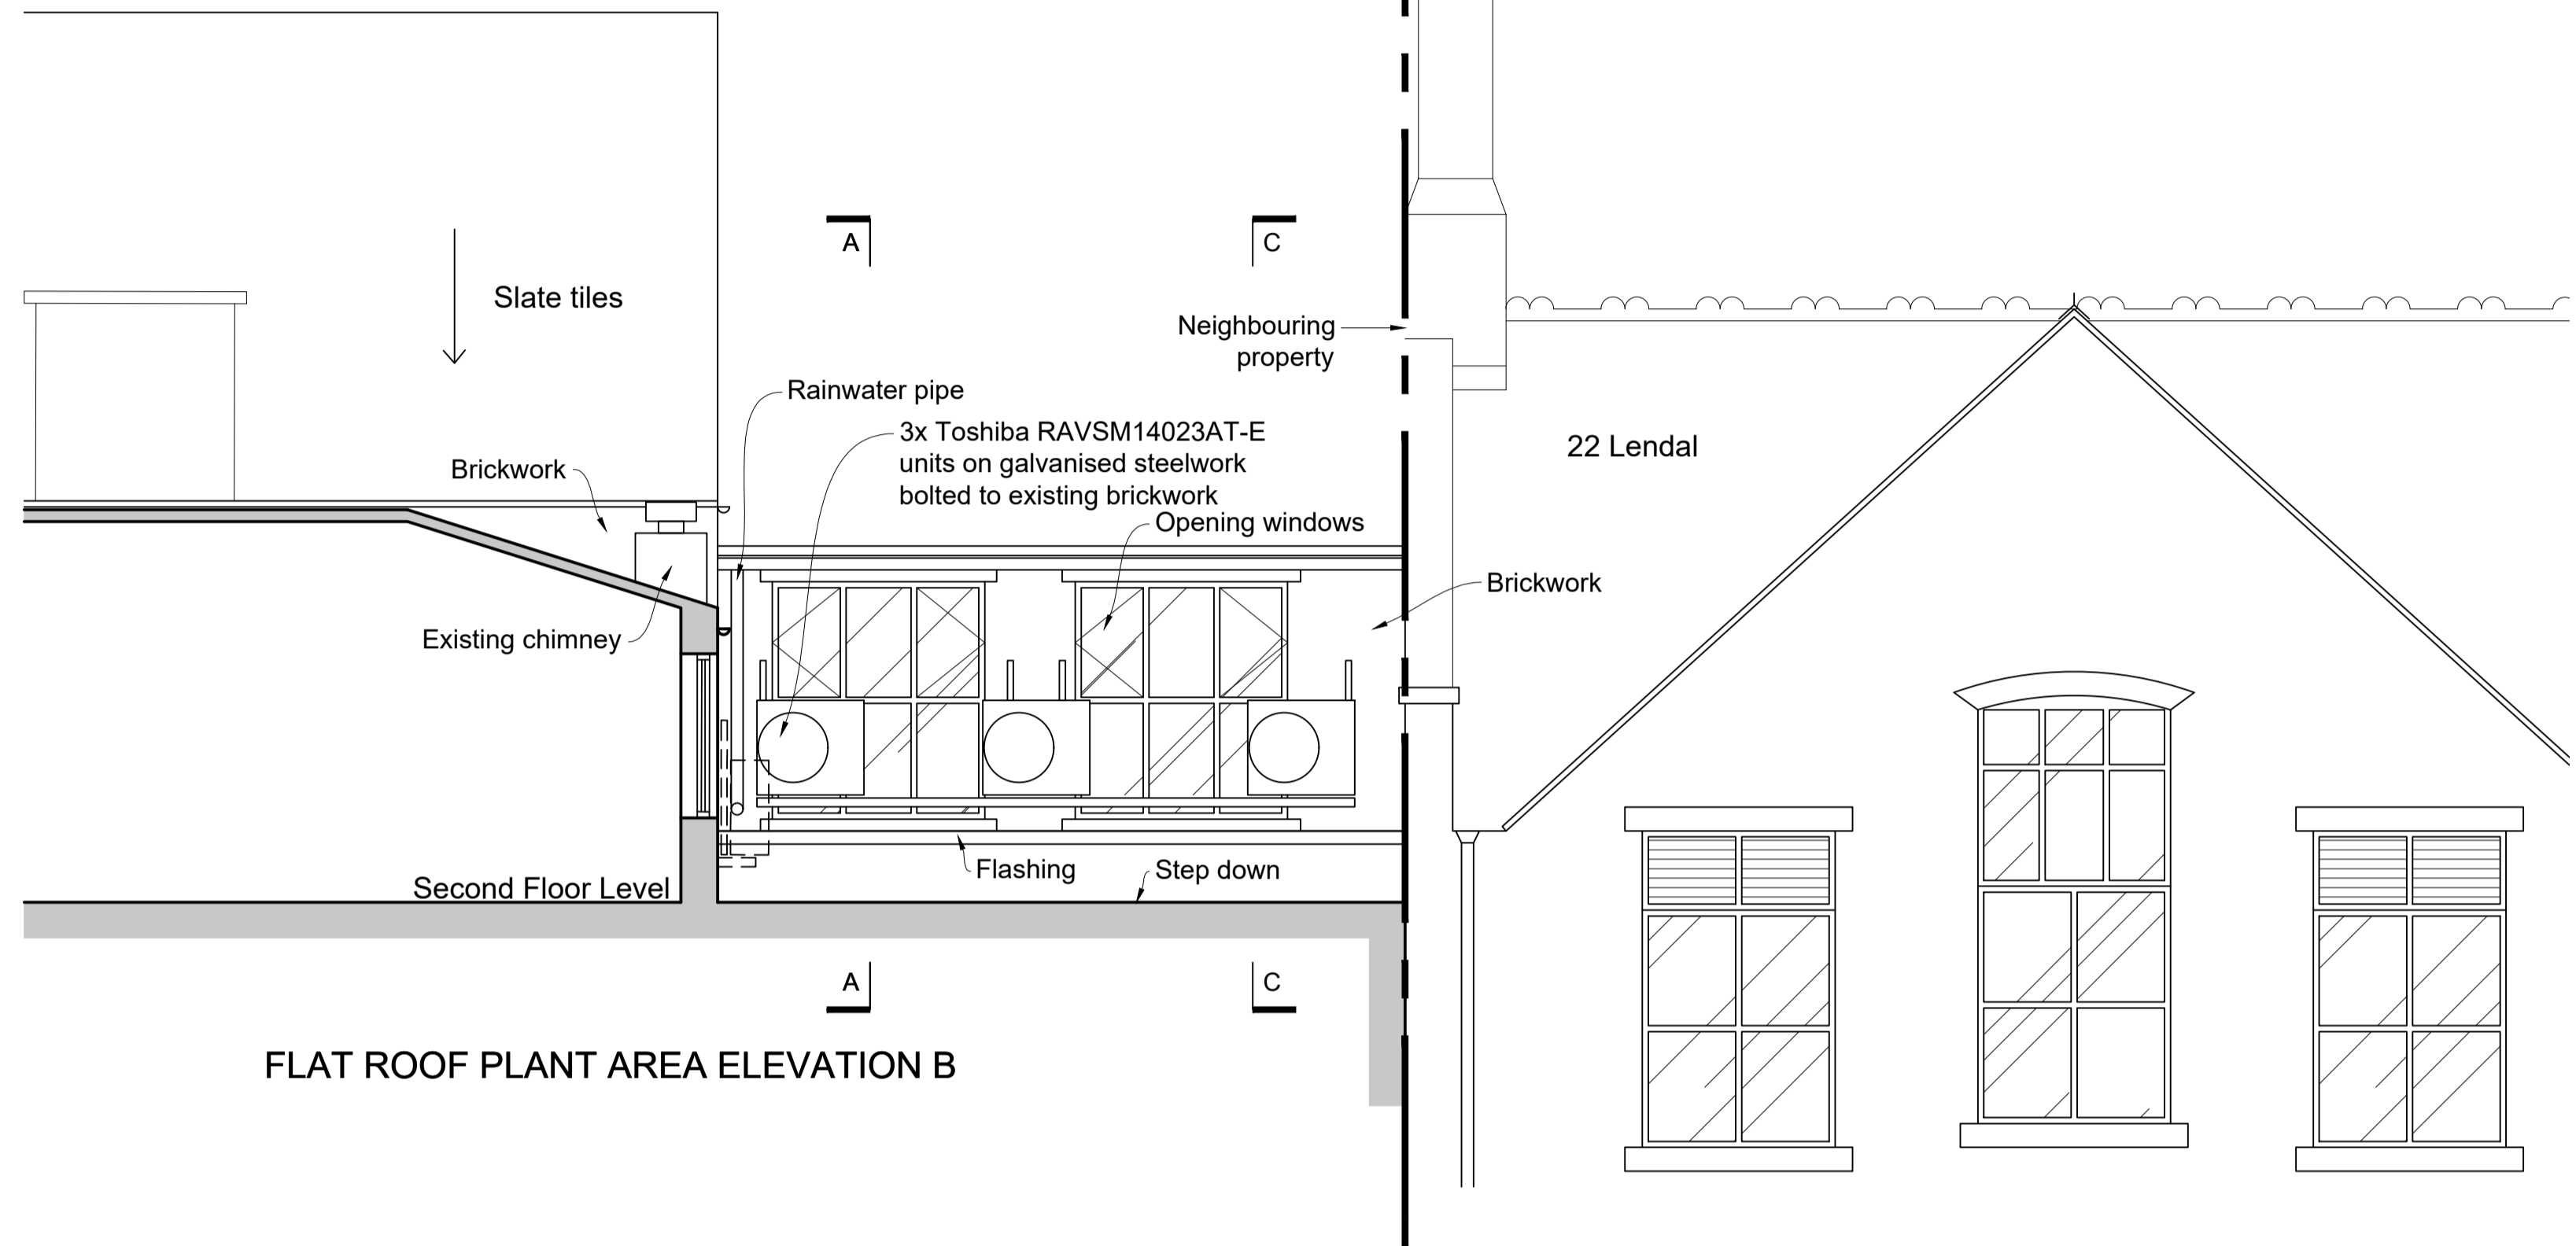 A
C
Slate tiles
Neighbouring
property
Rainwater pipe
3x Toshiba RAVSM14023AT-E
units on galvanised steelwork
bolted to existing brickwork
22 Lendal
Brickwork
Opening windows
Brickwork
Existing chimney
Flashing
Step down
Second Floor Level
A
C
FLAT ROOF PLANT AREA ELEVATION B